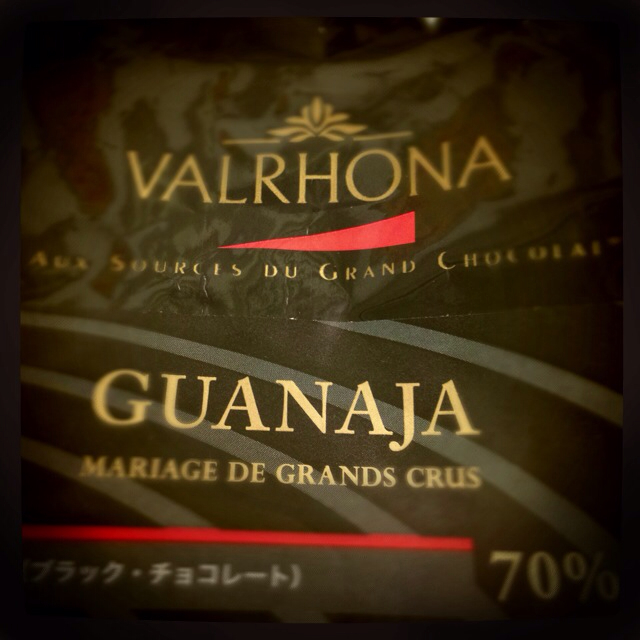 VALRHONA
AUX SOURCES DU GRAND CHOCOLAT
GUANAJA
MARIAGE DE GRANDS CRUS
(ブラック・チョコレート)
70%